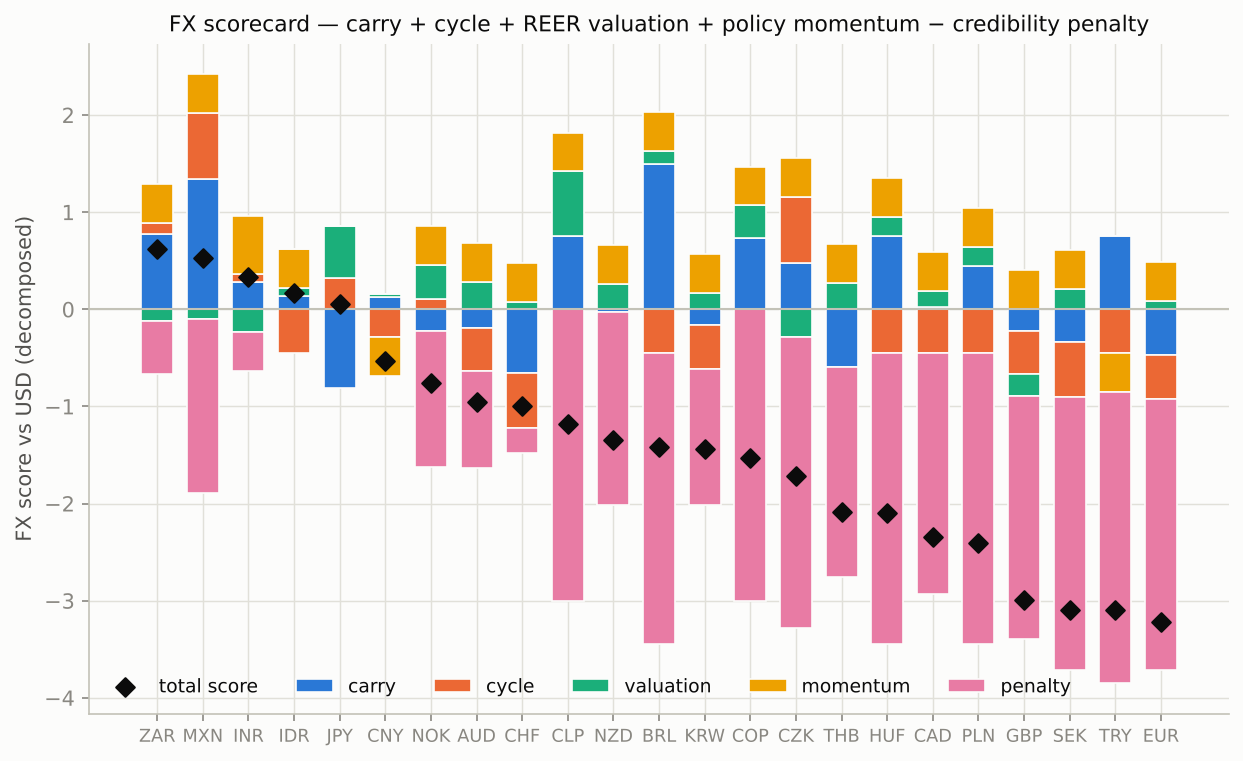 FX scorecard — carry + cycle + REER valuation + policy momentum − credibility penalty
FX score vs USD (decomposed)
2
1
0
−1
−2
−3
−4
total score carry cycle valuation momentum penalty
ZAR MXN INR IDR JPY CNY NOK AUD CHF CLP NZD BRL KRW COP CZK THB HUF CAD PLN GBP SEK TRY EUR